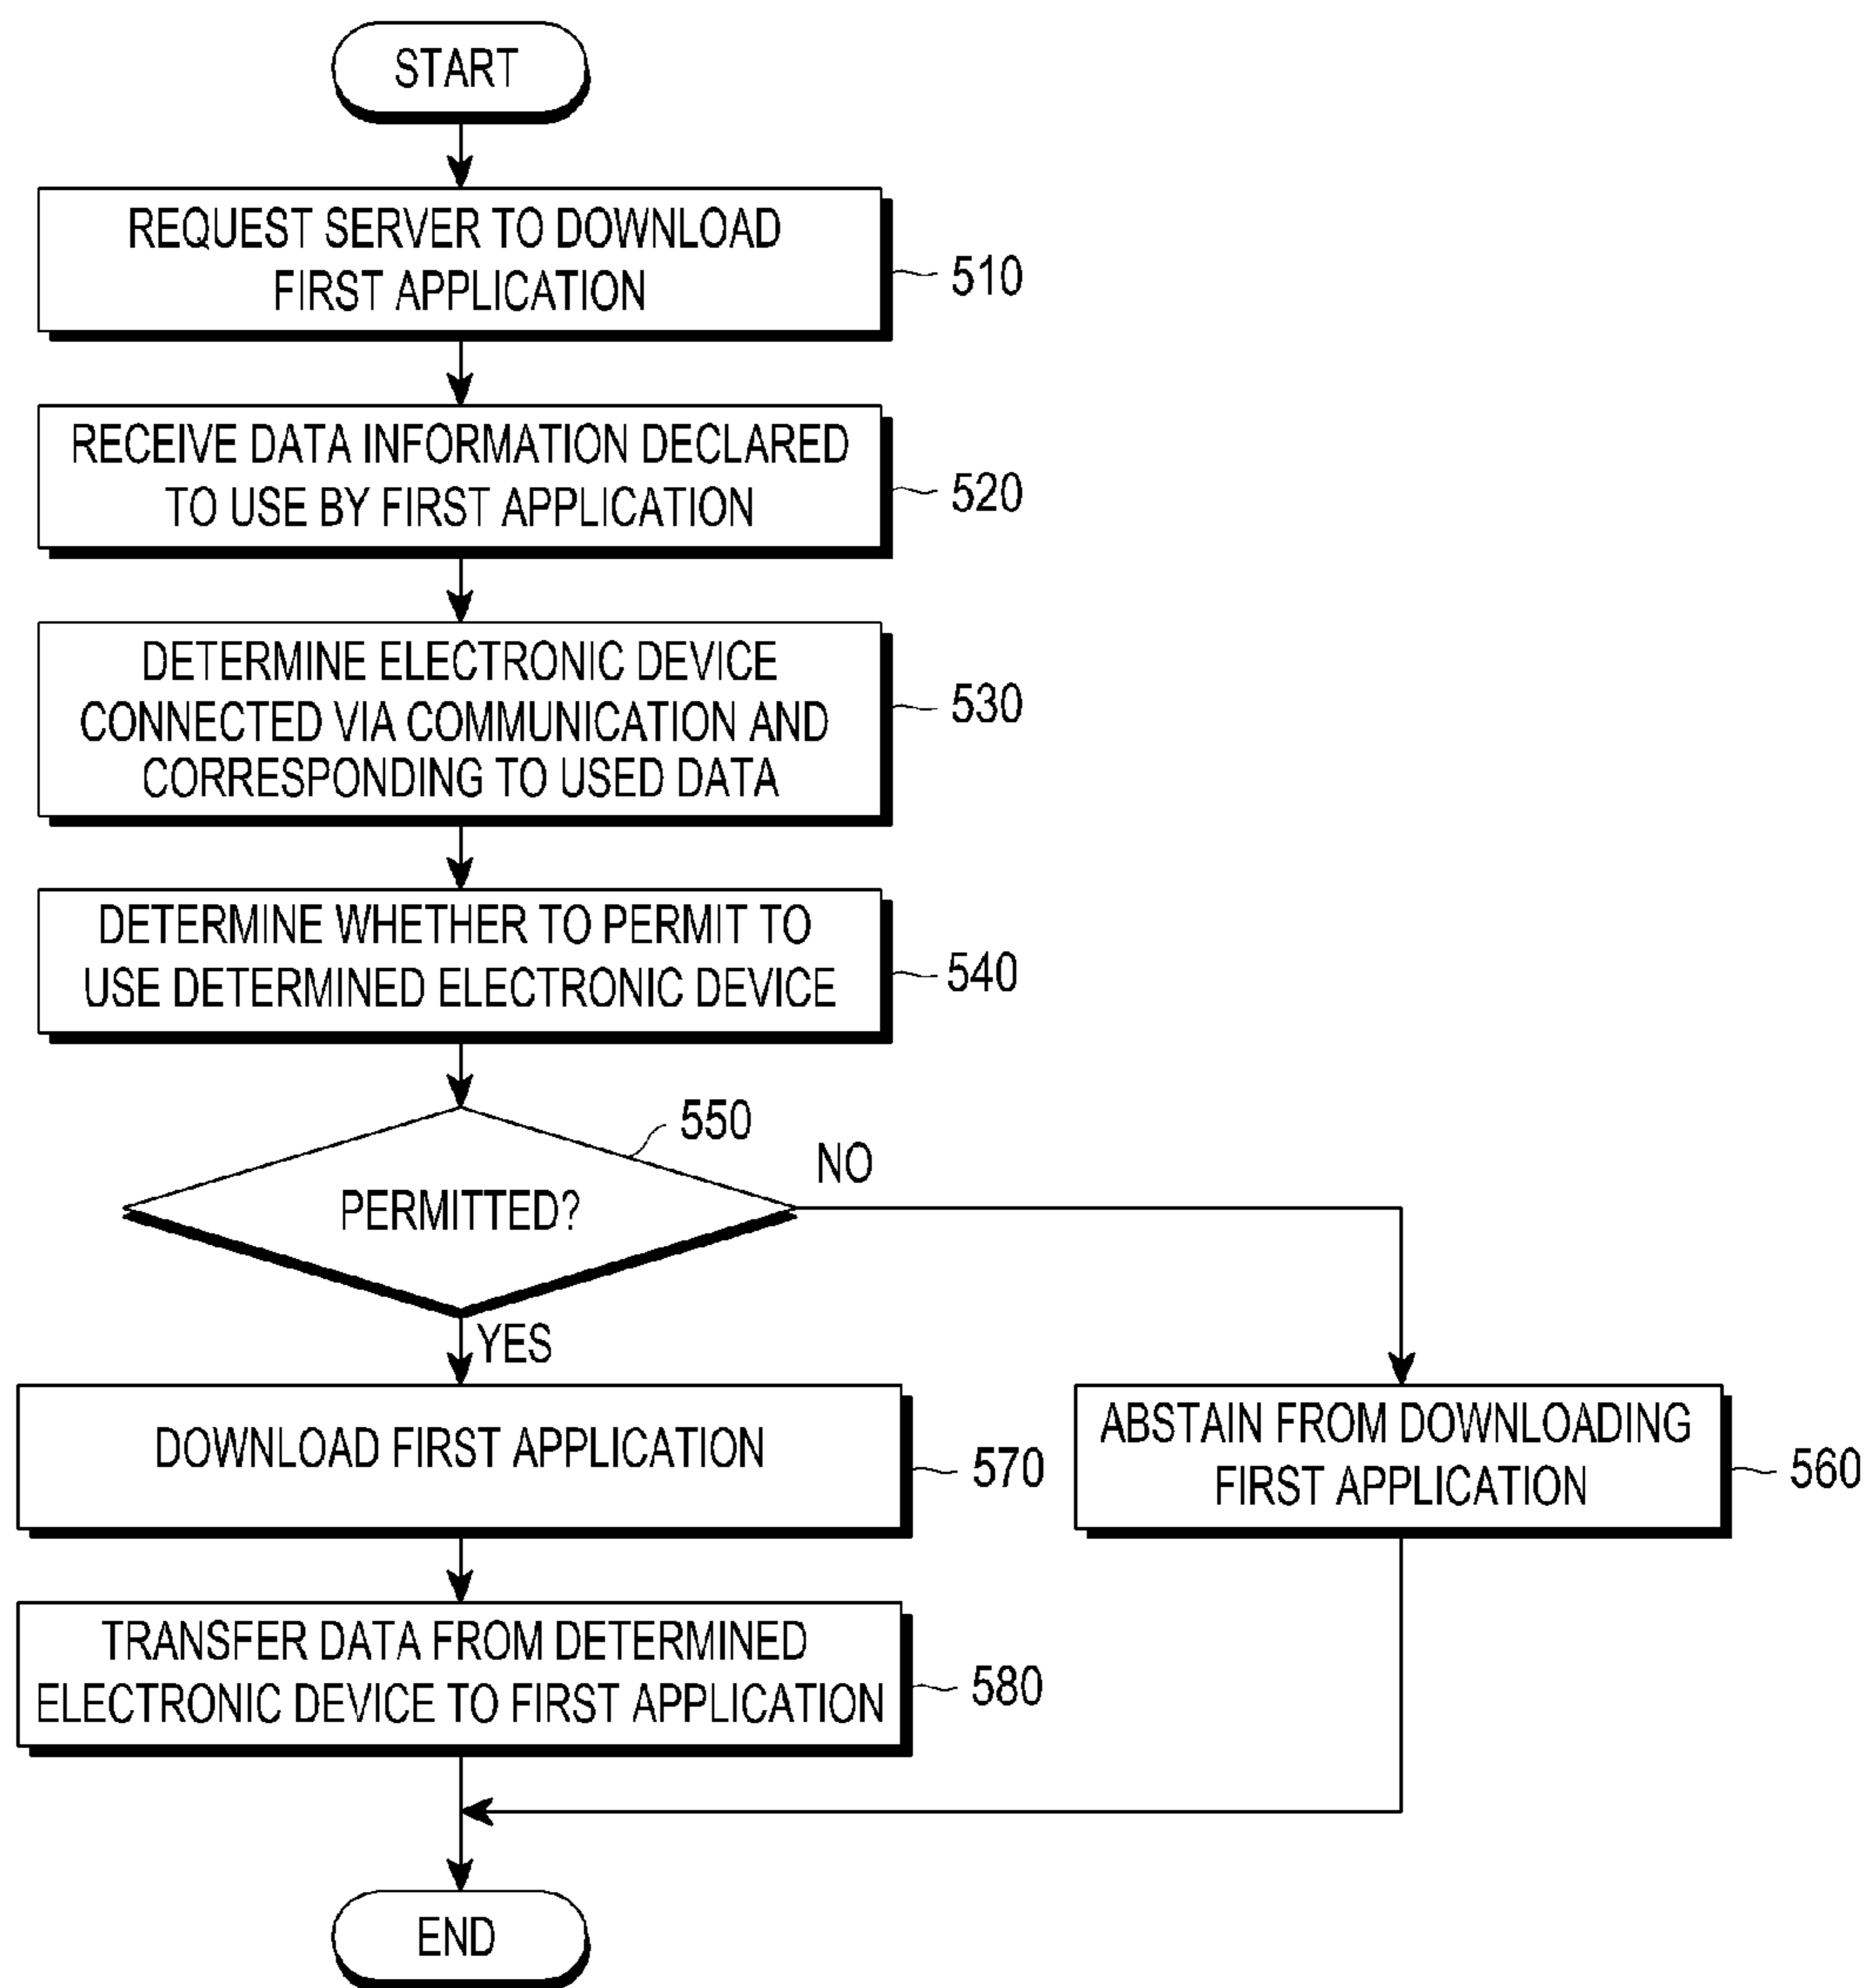 START
REQUEST SERVER TO DOWNLOAD
FIRST APPLICATION
510
RECEIVE DATA INFORMATION DECLARED
TO USE BY FIRST APPLICATION
520
DETERMINE ELECTRONIC DEVICE
CONNECTED VIA COMMUNICATION AND
CORRESPONDING TO USED DATA
530
DETERMINE WHETHER TO PERMIT TO
USE DETERMINED ELECTRONIC DEVICE
540
550
PERMITTED?
NO
YES
DOWNLOAD FIRST APPLICATION
570
ABSTAIN FROM DOWNLOADING
FIRST APPLICATION
560
TRANSFER DATA FROM DETERMINED
ELECTRONIC DEVICE TO FIRST APPLICATION
580
END